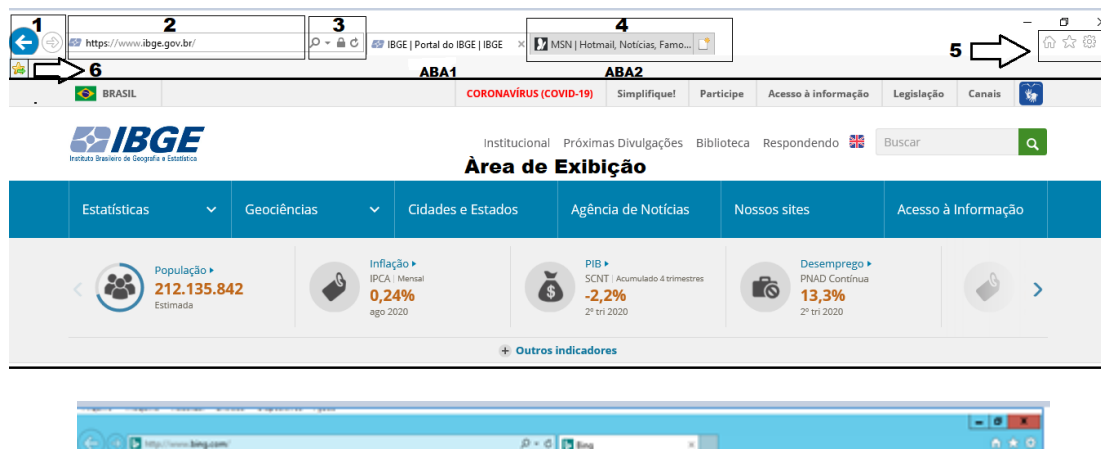 1 2 3 4
https://www.ibge.gov.br/ IBGE | Portal do IBGE | IBGE MSN | Hotmail, Notícias, Famo... 5
6 ABA1 ABA2
BRASIL CORONAVÍRUS (COVID-19) Simplifique! Participe Acesso à informação Legislação Canais
IBGE Institucional Próximas Divulgações Biblioteca Respondendo Buscar
Instituto Brasileiro de Geografia e Estatística
Àrea de Exibição
Estatísticas Geociências Cidades e Estados Agência de Notícias Nossos sites Acesso à Informação
População Inflação PIB Desemprego
IPCA | Mensal SCNT | Acumulado 4 trimestres PNAD Contínua
212.135.842 0,24% -2,2% 13,3%
Estimada ago 2020 2º tri 2020 2º tri 2020
Outros indicadores
http://www.bing.com/ Bing